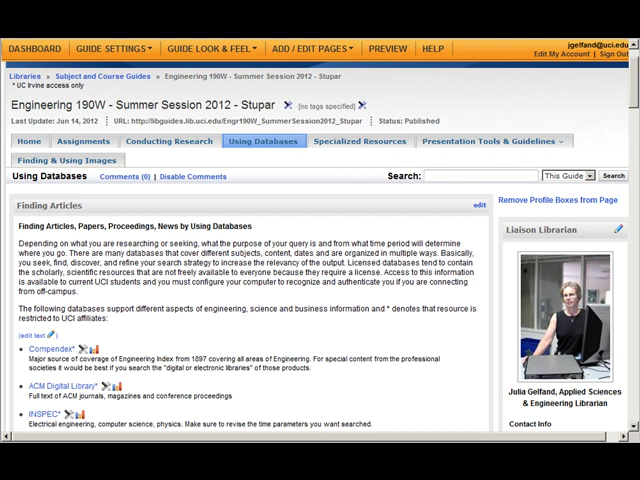 DASHBOARD GUIDE SETTINGS GUIDE LOOK & FEEL ADD / EDIT PAGES PREVIEW HELP
jgelfand@uci.edu
Edit My Account | Sign Out
Libraries » Subject and Course Guides » Engineering 190W - Summer Session 2012 - Stupar
* UC Irvine access only
Engineering 190W - Summer Session 2012 - Stupar [no tags specified]
Last Update: Jun 14, 2012 URL: http://libguides.lib.uci.edu/Engr190W_SummerSession2012_Stupar Status: Published
Home Assignments Conducting Research Using Databases Specialized Resources Presentation Tools & Guidelines
Finding & Using Images
Using Databases Comments (0) | Disable Comments Search: This Guide Search
Finding Articles edit
Finding Articles, Papers, Proceedings, News by Using Databases
Depending on what you are researching or seeking, what the purpose of your query is and from what time period will determine
where you go. There are many databases that cover different subjects, content, dates and are organized in multiple ways. Basically,
you seek, find, discover, and refine your search strategy to increase the relevancy of the output. Licensed databases tend to contain
the scholarly, scientific resources that are not freely available to everyone because they require a license. Access to this information
is available to current UCI students and you must configure your computer to recognize and authenticate you if you are connecting
from off-campus.
The following databases support different aspects of engineering, science and business information and * denotes that resource is
restricted to UCI affiliates:
(edit text )
Compendex*
Major source of coverage of Engineering Index from 1897 covering all areas of Engineering. For special content from the professional
societies it would be best if you search the "digital or electronic libraries" of those products.
ACM Digital Library*
Full text of ACM journals, magazines and conference proceedings
INSPEC*
Electrical engineering, computer science, physics. Make sure to revise the time parameters you want searched.
Remove Profile Boxes from Page
Liaison Librarian
Julia Gelfand, Applied Sciences
& Engineering Librarian
Contact Info